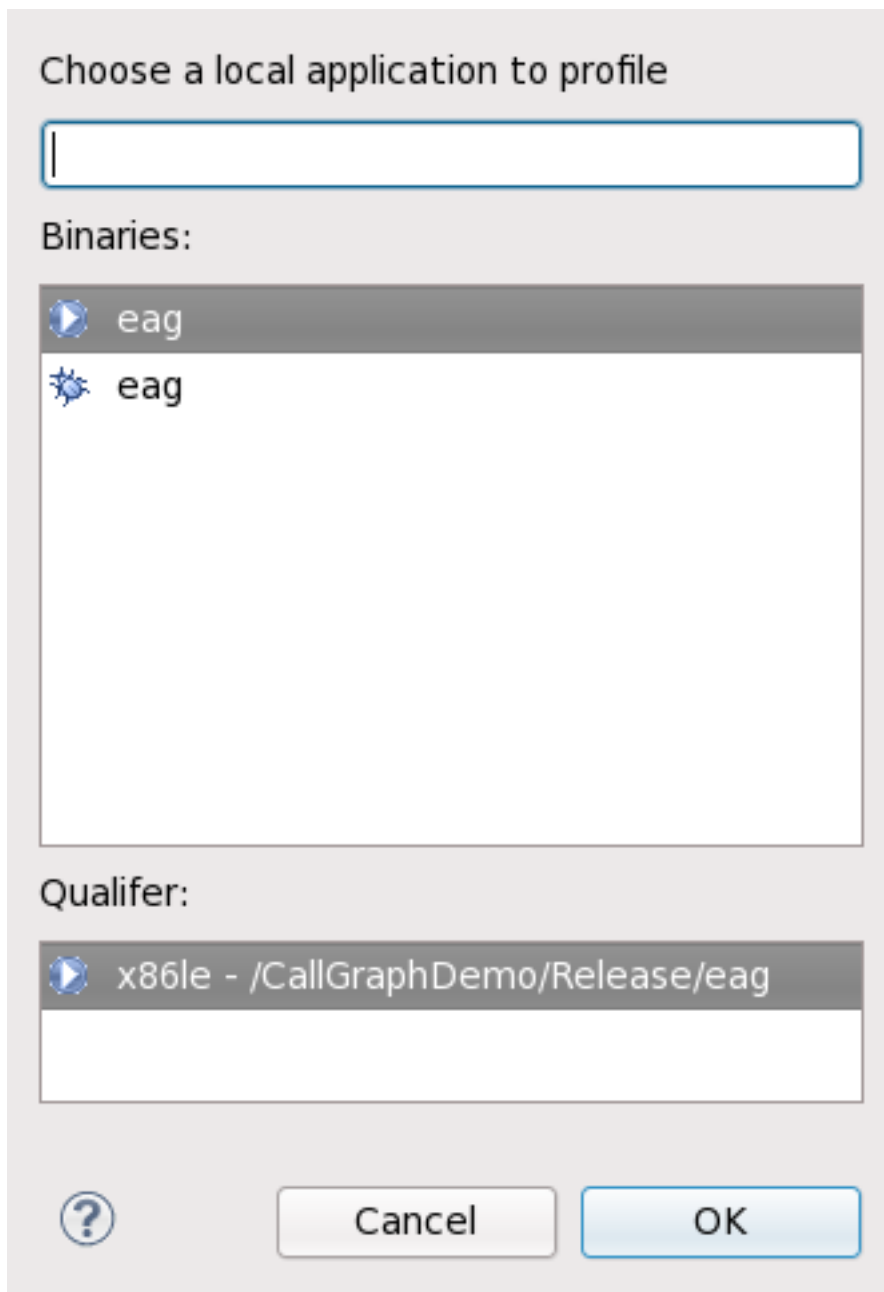 Choose a local application to profile
Binaries:
eag
eag
Qualifer:
x86le - /CallGraphDemo/Release/eag
?
Cancel
OK